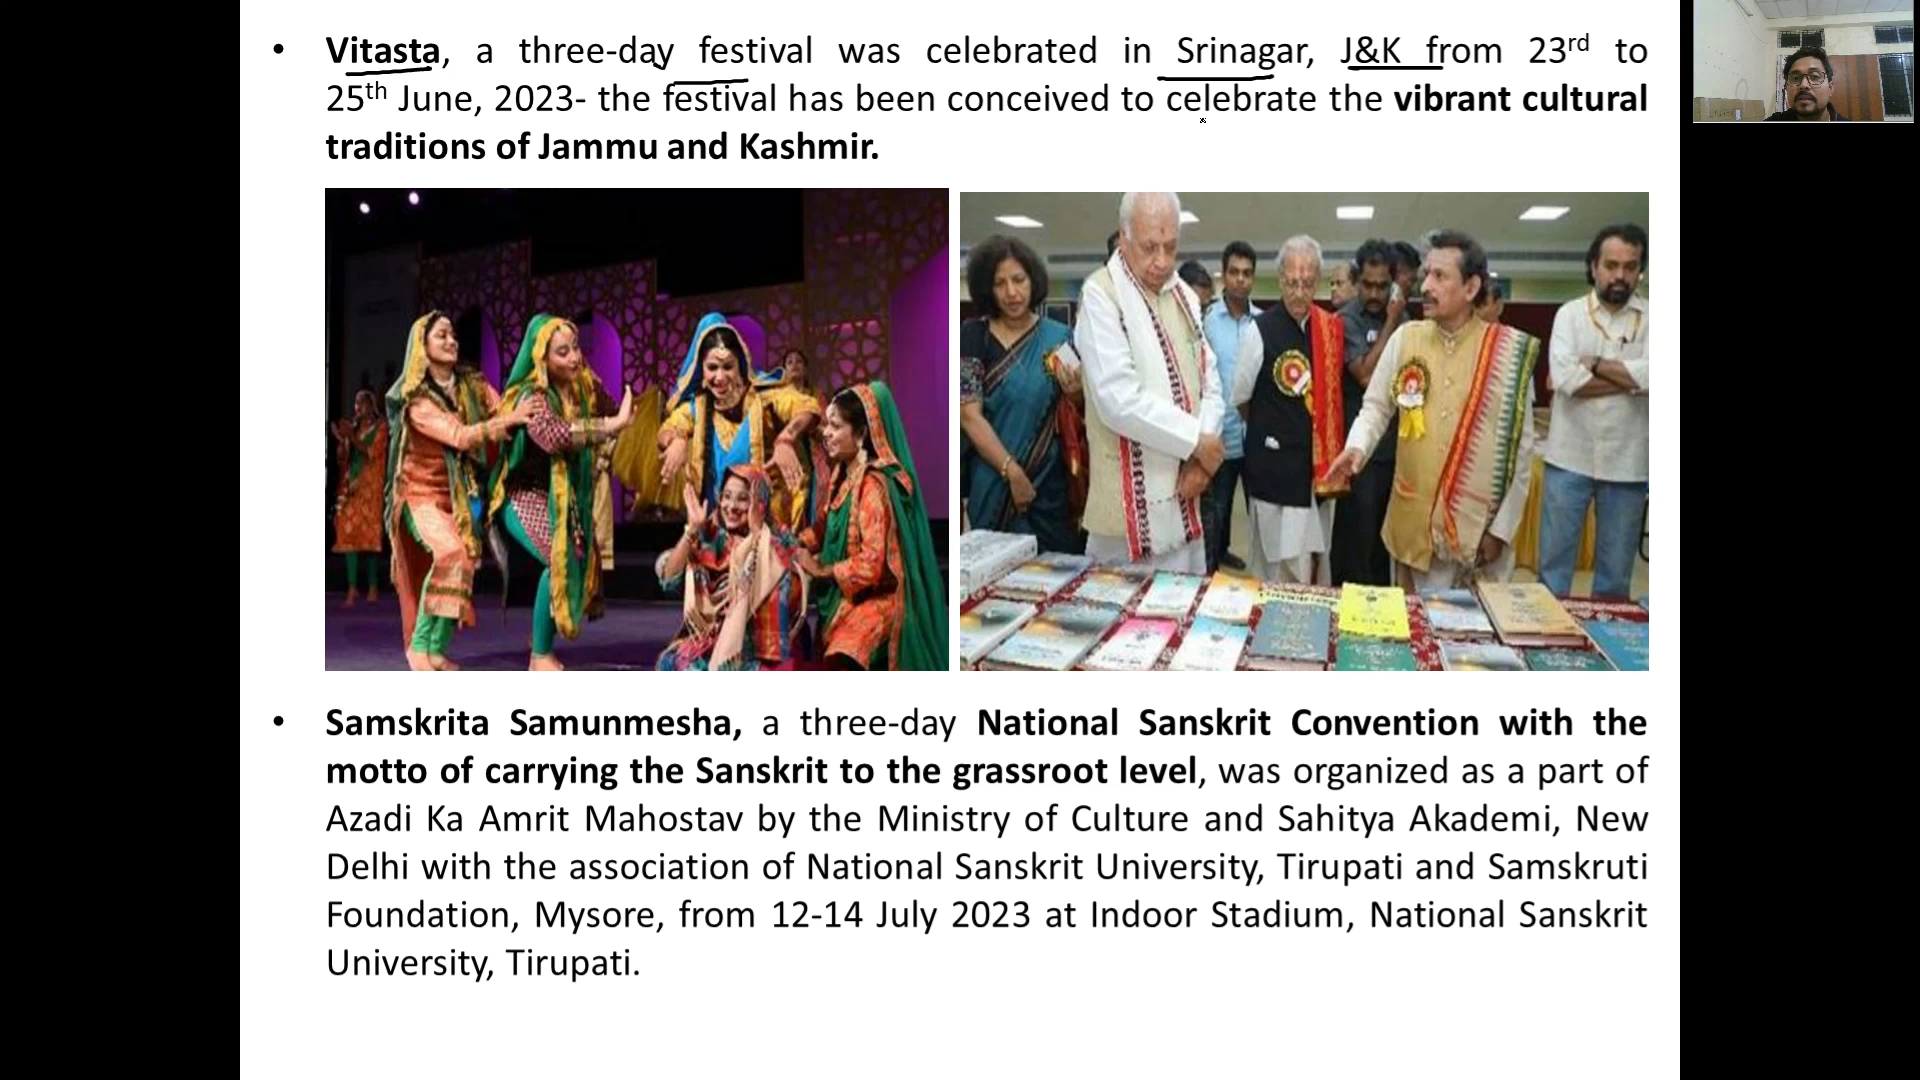 • Vitasta, a three-day festival was celebrated in Srinagar, J&K from 23rd to
25th June, 2023- the festival has been conceived to celebrate the vibrant cultural
traditions of Jammu and Kashmir.
• Samskrita Samunmesha, a three-day National Sanskrit Convention with the
motto of carrying the Sanskrit to the grassroot level, was organized as a part of
Azadi Ka Amrit Mahostav by the Ministry of Culture and Sahitya Akademi, New
Delhi with the association of National Sanskrit University, Tirupati and Samskruti
Foundation, Mysore, from 12-14 July 2023 at Indoor Stadium, National Sanskrit
University, Tirupati.